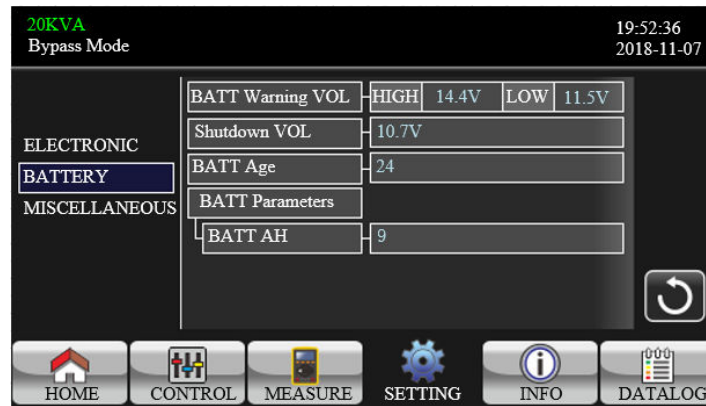 20KVA
Bypass Mode
19:52:36
2018-11-07
ELECTRONIC
BATTERY
MISCELLANEOUS
BATT Warning VOL HIGH 14.4V LOW 11.5V
Shutdown VOL 10.7V
BATT Age 24
BATT Parameters
BATT AH 9
HOME CONTROL MEASURE SETTING INFO DATALOG